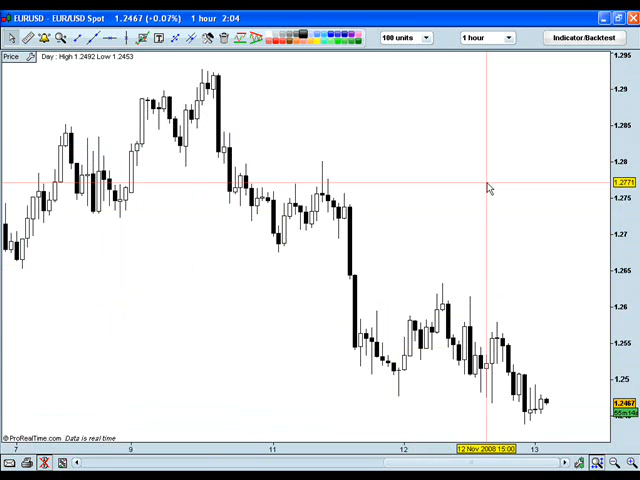 EURUSD - EUR/USD Spot 1.2467 (+0.07%) 1 hour 2:04
100 units
1 hour
Indicator/Backtest
Price
Day : High 1.2492 Low 1.2453
1.295
1.29
1.285
1.28
1.2771
1.275
1.27
1.265
1.26
1.255
1.25
1.2467
©ProRealTime.com Data is real time
7 9 11 12 12 Nov 2008 15:00 13